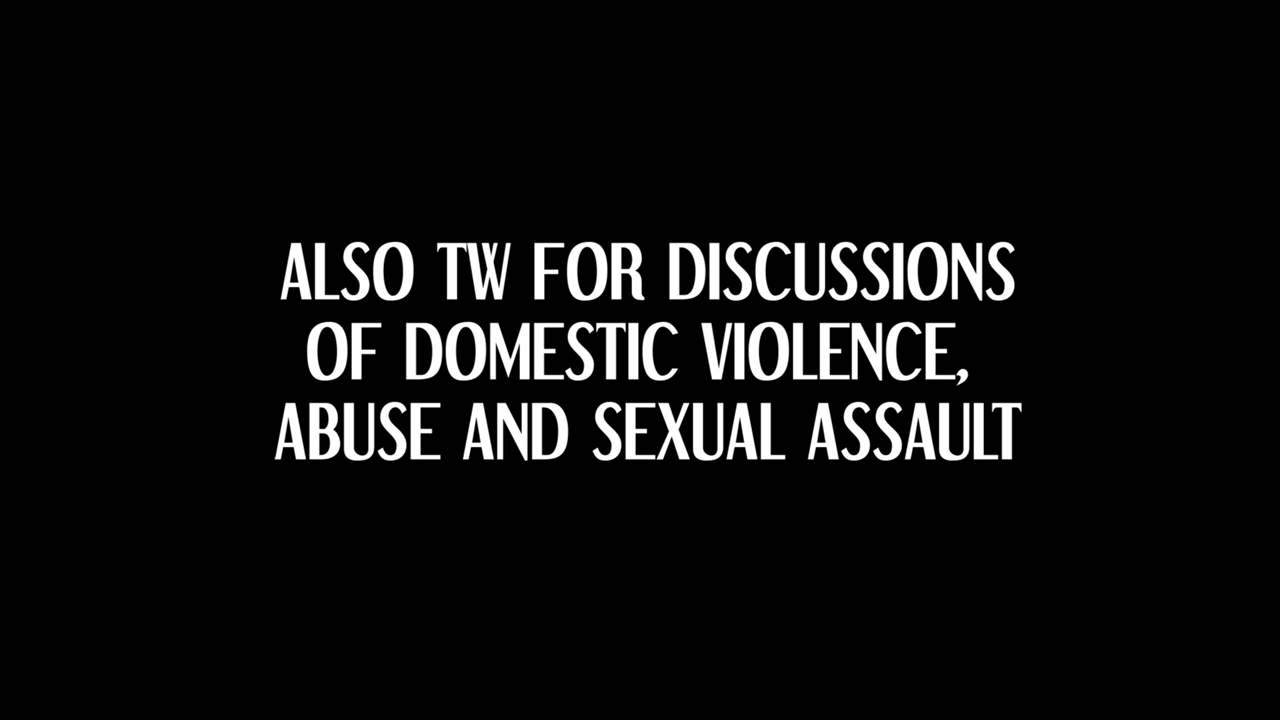 ALSO TW FOR DISCUSSIONS
OF DOMESTIC VIOLENCE,
ABUSE AND SEXUAL ASSAULT